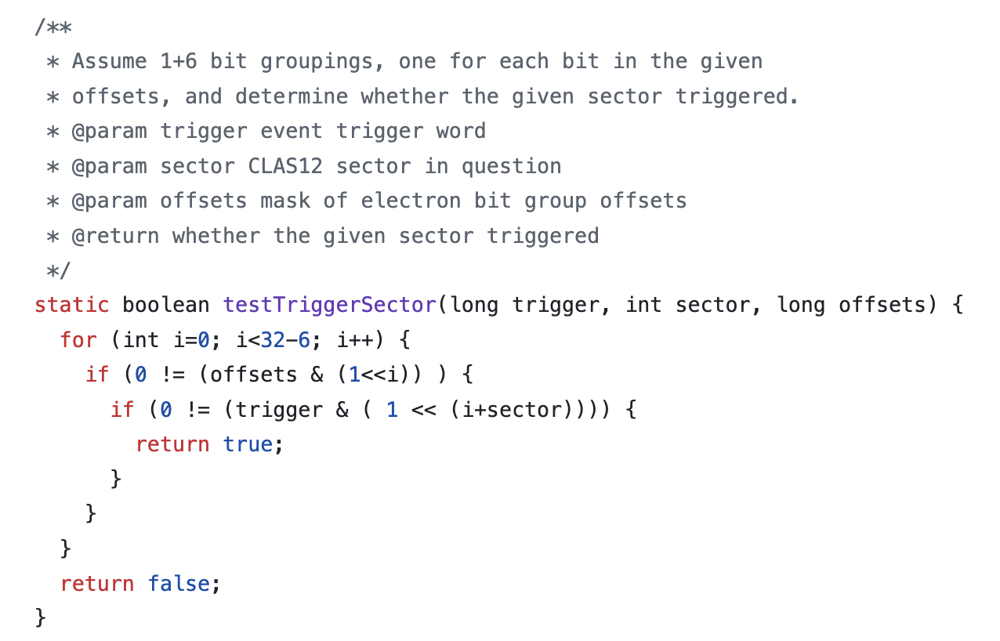 /**
 * Assume 1+6 bit groupings, one for each bit in the given
 * offsets, and determine whether the given sector triggered.
 * @param trigger event trigger word
 * @param sector CLAS12 sector in question
 * @param offsets mask of electron bit group offsets
 * @return whether the given sector triggered
 */
static boolean testTriggerSector(long trigger, int sector, long offsets) {
  for (int i=0; i<32-6; i++) {
    if (0 != (offsets & (1<<i)) ) {
      if (0 != (trigger & ( 1 << (i+sector)))) {
        return true;
      }
    }
  }
  return false;
}